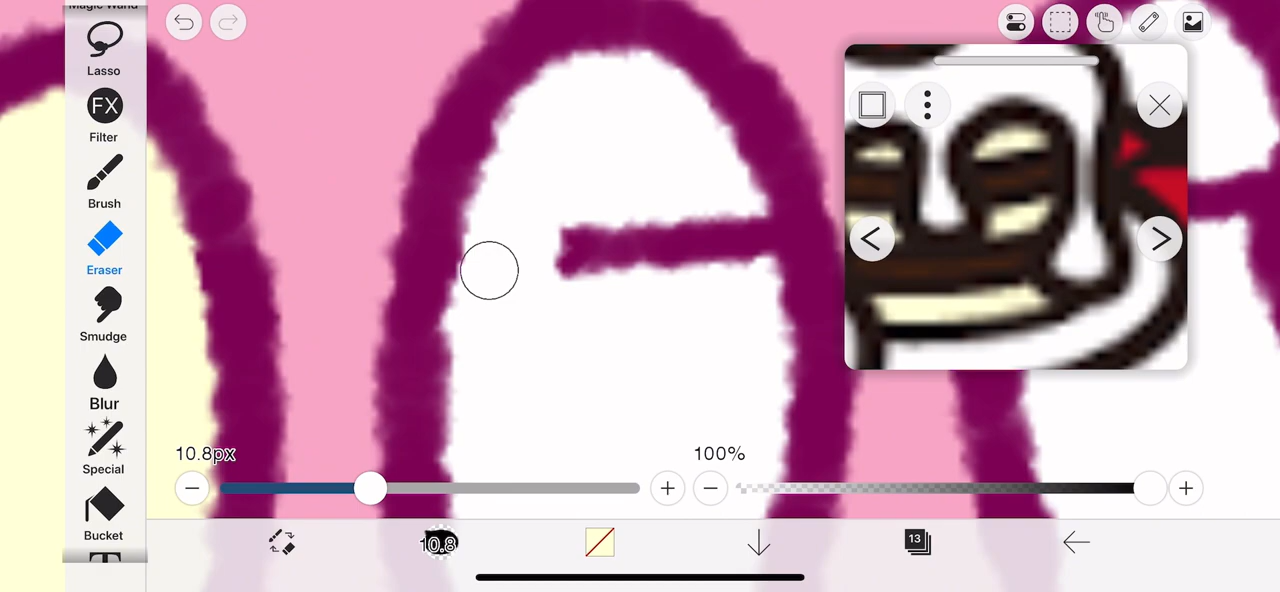 Magic Wand
Lasso
FX
Filter
Brush
Eraser
Smudge
Blur
Special
Bucket
10.8px
100%
10.8
13